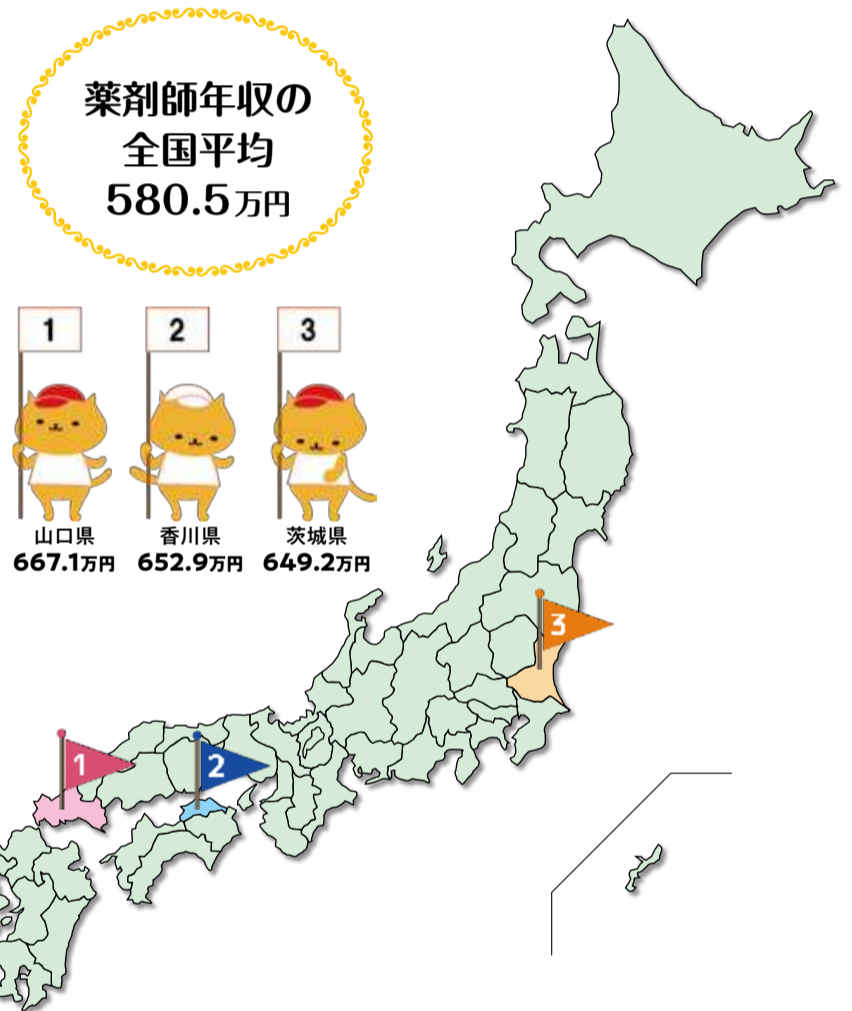 薬剤師年収の
全国平均
580.5万円
1
2
3
山口県
667.1万円
香川県
652.9万円
茨城県
649.2万円
3
1
2